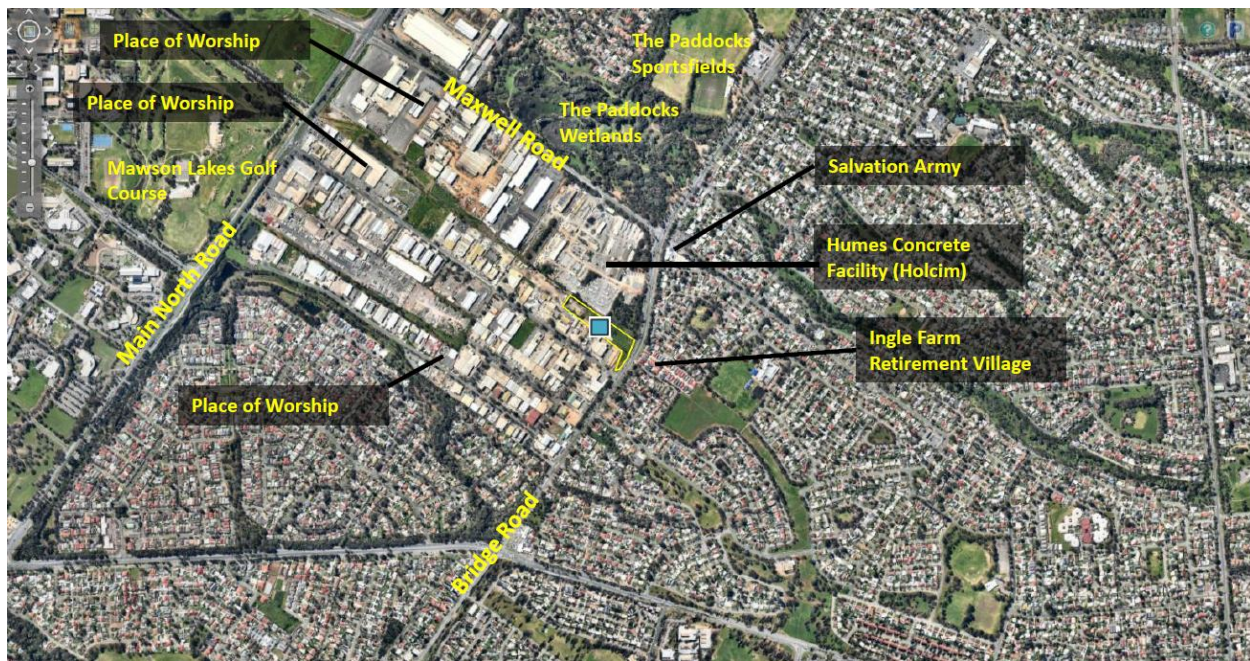 Place of Worship
The Paddocks
Sportsfields
Place of Worship
Maxwell Road
The Paddocks
Wetlands
Mawson Lakes Golf
Course
Salvation Army
Humes Concrete
Facility (Holcim)
Main North Road
Ingle Farm
Retirement Village
Place of Worship
Bridge Road